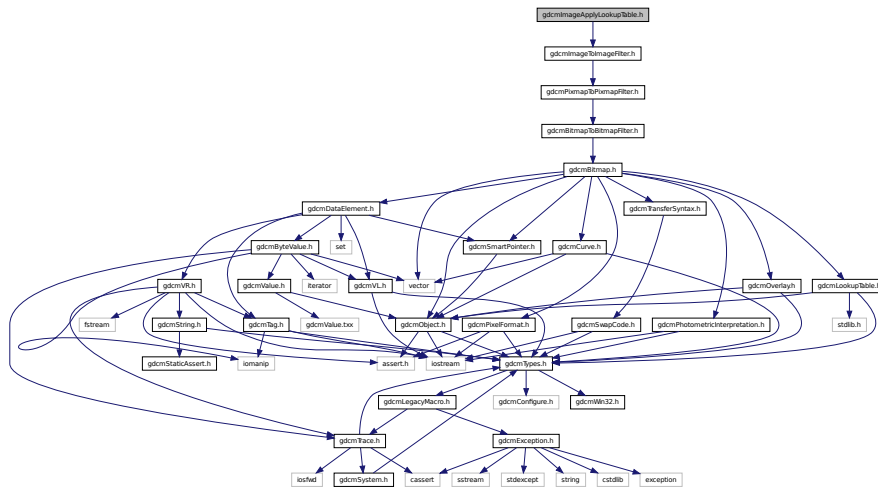 gdcmImageApplyLookupTable.h
gdcmImageToImageFilter.h
gdcmPixmapToPixmapFilter.h
gdcmBitmapToBitmapFilter.h
gdcmBitmap.h
gdcmDataElement.h
gdcmTransferSyntax.h
gdcmByteValue.h
set
gdcmSmartPointer.h
gdcmCurve.h
gdcmVR.h
gdcmValue.h
iterator
gdcmVL.h
vector
gdcmOverlay.h
gdcmLookupTable.h
fstream
gdcmString.h
gdcmTag.h
gdcmValue.txx
gdcmObject.h
gdcmPixelFormat.h
gdcmSwapCode.h
gdcmPhotometricInterpretation.h
stdlib.h
gdcmStaticAssert.h
iomanip
assert.h
iostream
gdcmTypes.h
gdcmLegacyMacro.h
gdcmConfigure.h
gdcmWin32.h
gdcmTrace.h
gdcmException.h
iosfwd
gdcmSystem.h
cassert
sstream
stdexcept
string
cstdlib
exception